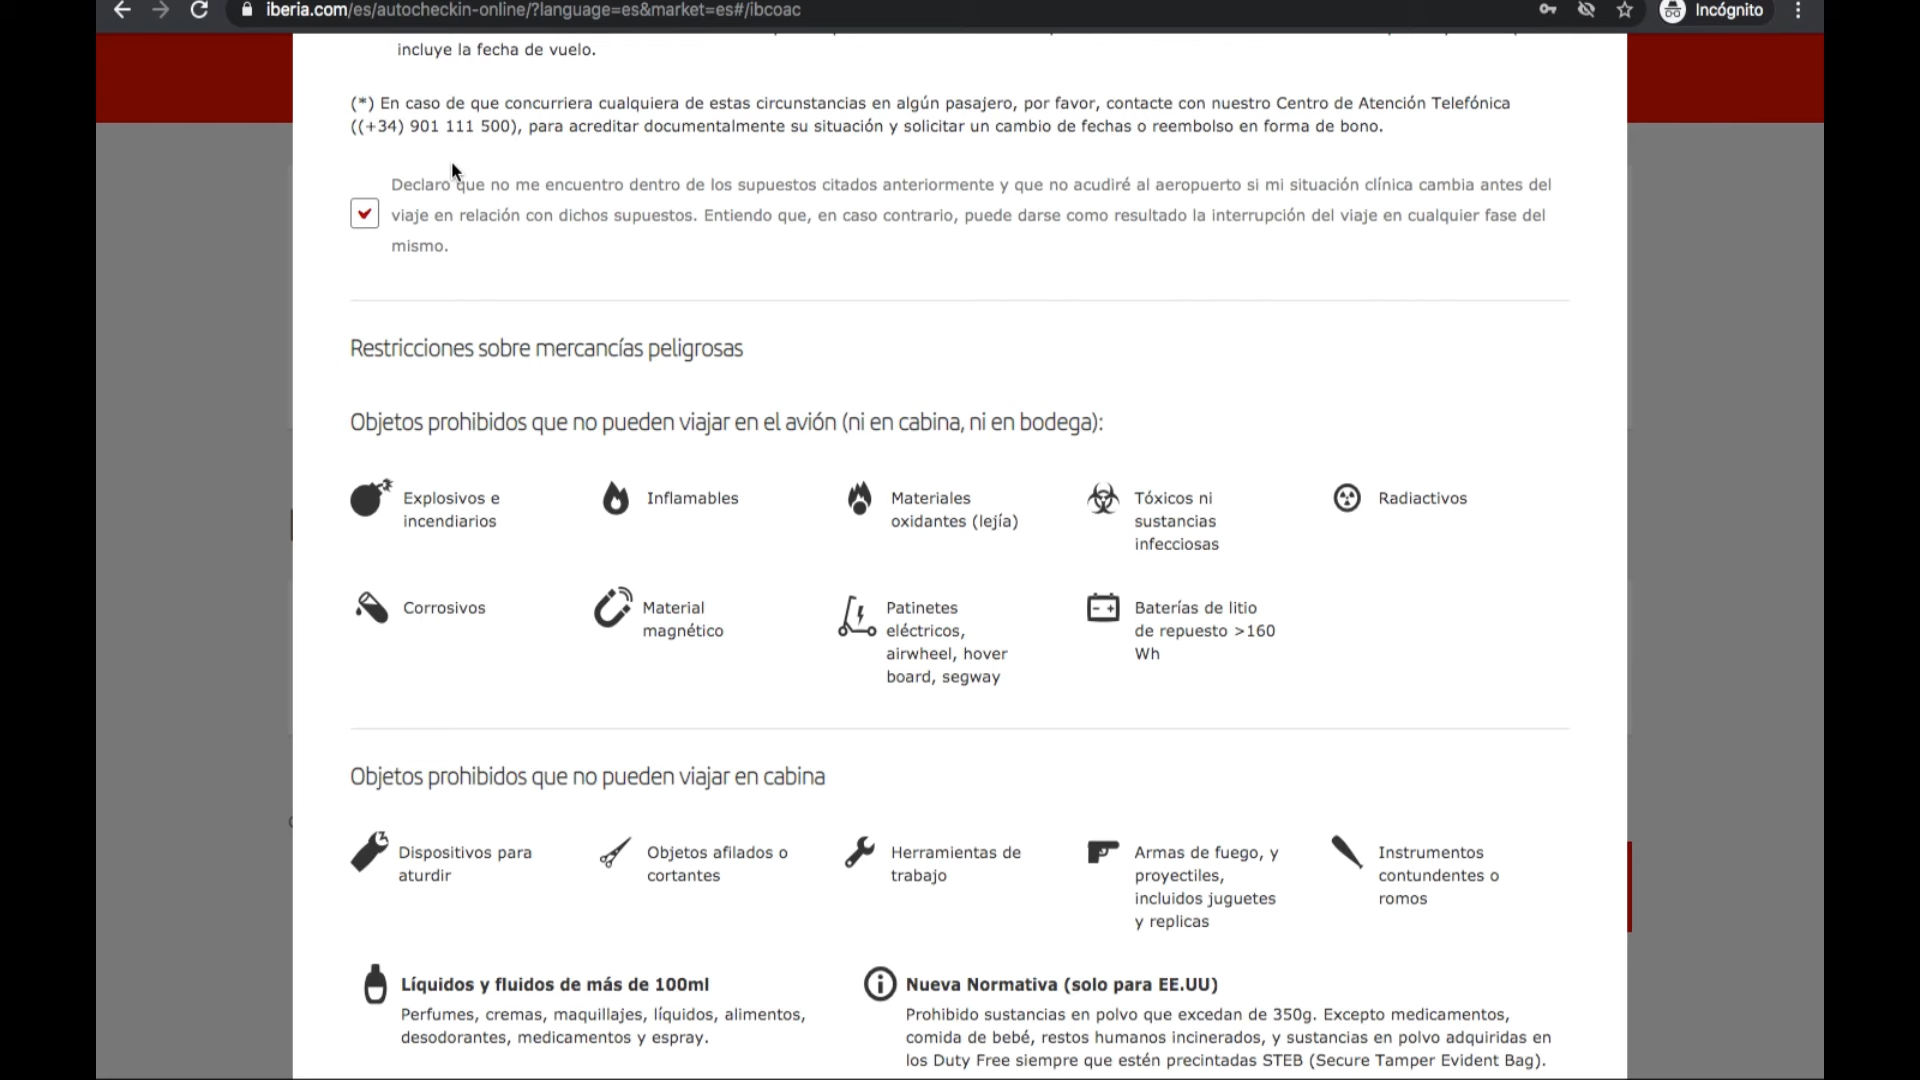 iberia.com/es/autocheckin-online/?language=es&market=es#/ibcoac
Incógnito
incluye la fecha de vuelo.
(*) En caso de que concurriera cualquiera de estas circunstancias en algún pasajero, por favor, contacte con nuestro Centro de Atención Telefónica
((+34) 901 111 500), para acreditar documentalmente su situación y solicitar un cambio de fechas o reembolso en forma de bono.
Declaro que no me encuentro dentro de los supuestos citados anteriormente y que no acudiré al aeropuerto si mi situación clínica cambia antes del
viaje en relación con dichos supuestos. Entiendo que, en caso contrario, puede darse como resultado la interrupción del viaje en cualquier fase del
mismo.
Restricciones sobre mercancías peligrosas
Objetos prohibidos que no pueden viajar en el avión (ni en cabina, ni en bodega):
Explosivos e
incendiarios
Inflamables
Materiales
oxidantes (lejía)
Tóxicos ni
sustancias
infecciosas
Radiactivos
Corrosivos
Material
magnético
Patinetes
eléctricos,
airwheel, hover
board, segway
Baterías de litio
de repuesto >160
Wh
Objetos prohibidos que no pueden viajar en cabina
Dispositivos para
aturdir
Objetos afilados o
cortantes
Herramientas de
trabajo
Armas de fuego, y
proyectiles,
incluidos juguetes
y replicas
Instrumentos
contundentes o
romos
Líquidos y fluidos de más de 100ml
Perfumes, cremas, maquillajes, líquidos, alimentos,
desodorantes, medicamentos y espray.
Nueva Normativa (solo para EE.UU)
Prohibido sustancias en polvo que excedan de 350g. Excepto medicamentos,
comida de bebé, restos humanos incinerados, y sustancias en polvo adquiridas en
los Duty Free siempre que estén precintadas STEB (Secure Tamper Evident Bag).